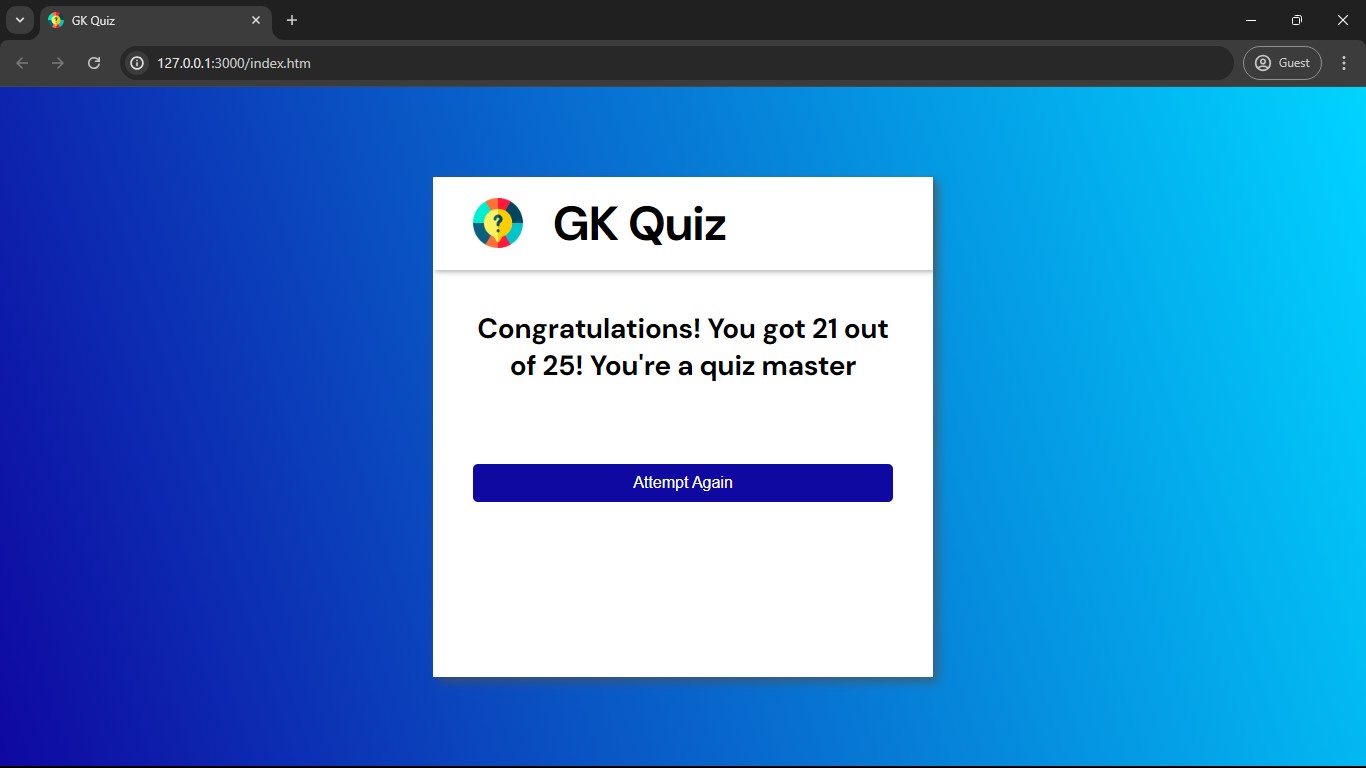 GK Quiz
127.0.0.1:3000/index.htm
Guest
GK Quiz
Congratulations! You got 21 out
of 25! You're a quiz master
Attempt Again